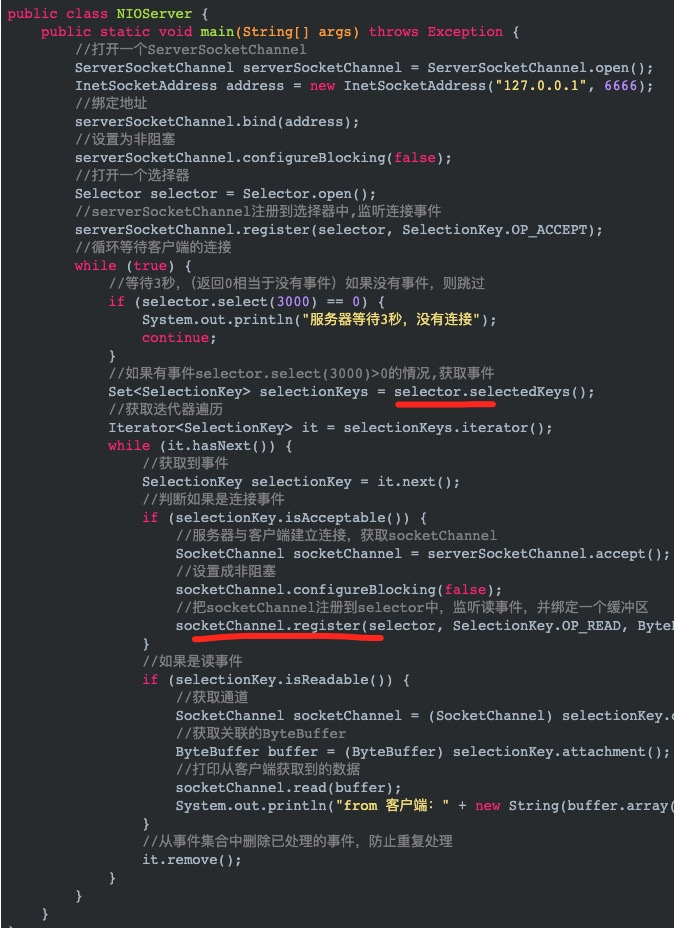 public class NIOServer {
public static void main(String[] args) throws Exception {
//打开一个ServerSocketChannel
ServerSocketChannel serverSocketChannel = ServerSocketChannel.open();
InetSocketAddress address = new InetSocketAddress("127.0.0.1", 6666);
//绑定地址
serverSocketChannel.bind(address);
//设置为非阻塞
serverSocketChannel.configureBlocking(false);
//打开一个选择器
Selector selector = Selector.open();
//serverSocketChannel注册到选择器中,监听连接事件
serverSocketChannel.register(selector, SelectionKey.OP_ACCEPT);
//循环等待客户端的连接
while (true) {
//等待3秒，（返回0相当于没有事件）如果没有事件，则跳过
if (selector.select(3000) == 0) {
System.out.println("服务器等待3秒，没有连接");
continue;
}
//如果有事件selector.select(3000)>0的情况,获取事件
Set<SelectionKey> selectionKeys = selector.selectedKeys();
//获取迭代器遍历
Iterator<SelectionKey> it = selectionKeys.iterator();
while (it.hasNext()) {
//获取到事件
SelectionKey selectionKey = it.next();
//判断如果是连接事件
if (selectionKey.isAcceptable()) {
//服务器与客户端建立连接，获取socketChannel
SocketChannel socketChannel = serverSocketChannel.accept();
//设置成非阻塞
socketChannel.configureBlocking(false);
//把socketChannel注册到selector中，监听读事件，并绑定一个缓冲区
socketChannel.register(selector, SelectionKey.OP_READ, Byte
}
//如果是读事件
if (selectionKey.isReadable()) {
//获取通道
SocketChannel socketChannel = (SocketChannel) selectionKey.
//获取关联的ByteBuffer
ByteBuffer buffer = (ByteBuffer) selectionKey.attachment();
//打印从客户端获取到的数据
socketChannel.read(buffer);
System.out.println("from 客户端：" + new String(buffer.array(
}
//从事件集合中删除已处理的事件，防止重复处理
it.remove();
}
}
}